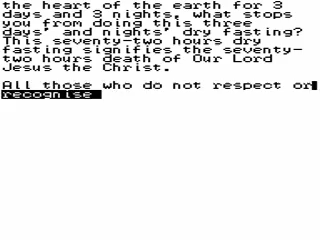 the heart of the earth for 3
days and 3 nights, what stops
you from doing this three
days' and nights' dry fasting?
This seventy-two hours dry
fasting signifies the seventy-
two hours death of Our Lord
Jesus the Christ.
All those who do not respect or
recognise